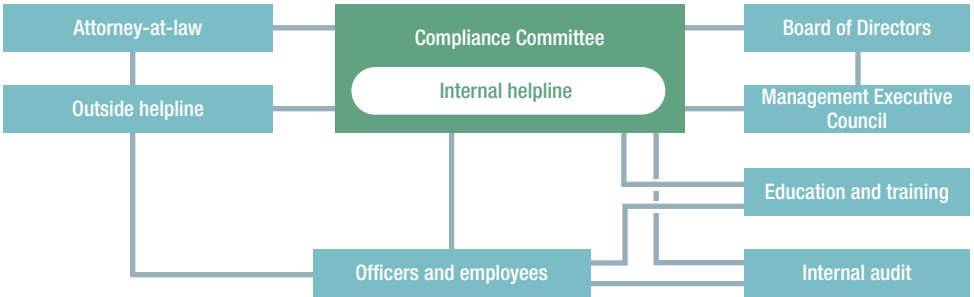 Attorney-at-law
Compliance Committee
Board of Directors
Internal helpline
Outside helpline
Management Executive
Council
Education and training
Officers and employees
Internal audit